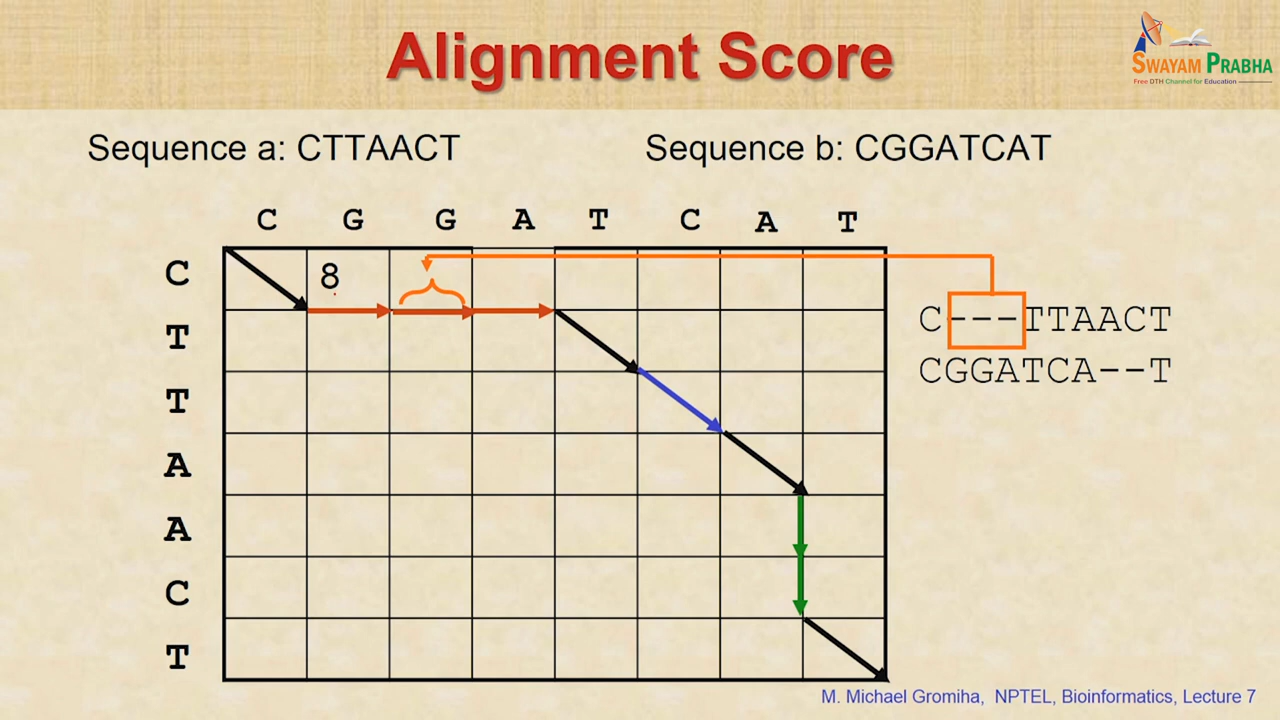 Alignment Score
SWAYAM PRABHA
Free DTH Channel for Education
Sequence a: CTTAACT
Sequence b: CGGATCAT
C G G A T C A T
C
8
T
T
A
A
C
T
C---TTAACT
CGGATCA--T
M. Michael Gromiha, NPTEL, Bioinformatics, Lecture 7